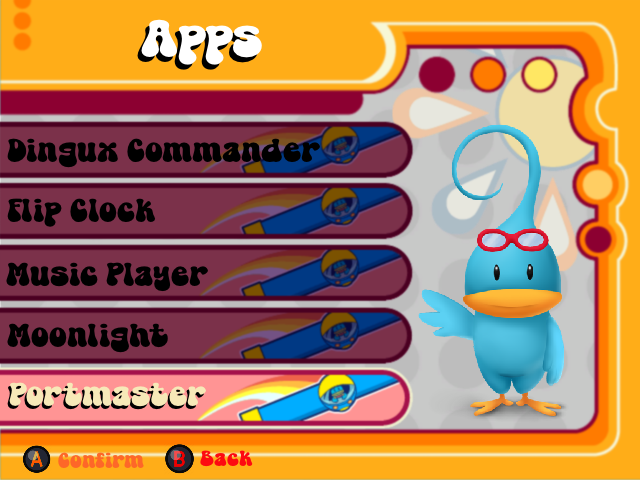 Apps
Dingux Commander
Flip Clock
Music Player
Moonlight
Portmaster
A Confirm B Back